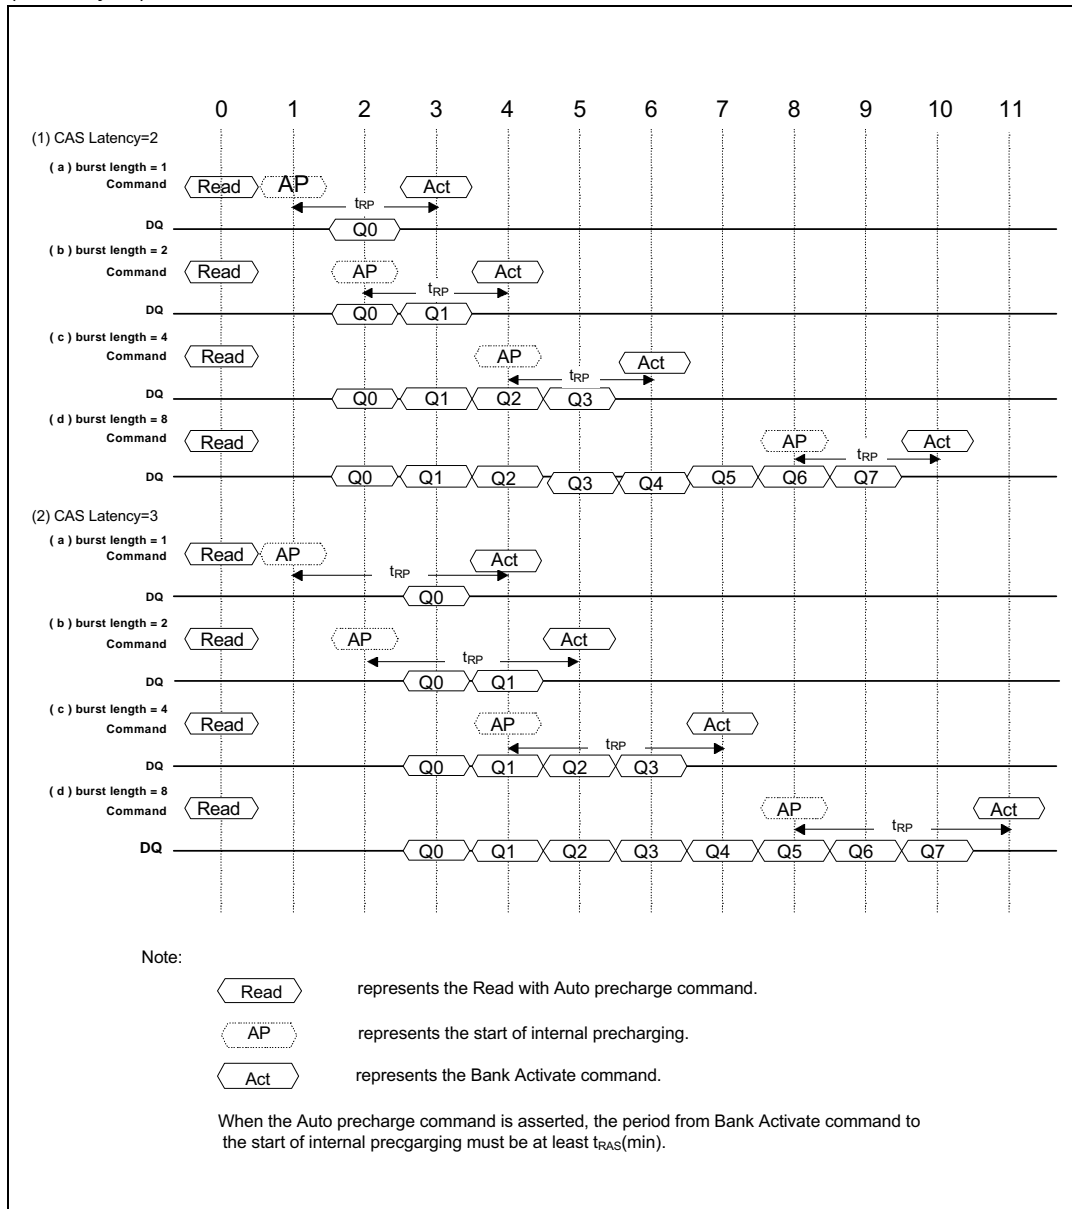 0 1 2 3 4 5 6 7 8 9 10 11
(1) CAS Latency=2
( a ) burst length = 1
Command Read AP Act
tRP
DQ Q0
( b ) burst length = 2
Command Read AP Act
tRP
DQ Q0 Q1
( c ) burst length = 4
Command Read AP Act
tRP
DQ Q0 Q1 Q2 Q3
( d ) burst length = 8
Command Read AP Act
tRP
DQ Q0 Q1 Q2 Q3 Q4 Q5 Q6 Q7
(2) CAS Latency=3
( a ) burst length = 1
Command Read AP Act
tRP
DQ Q0
( b ) burst length = 2
Command Read AP Act
tRP
DQ Q0 Q1
( c ) burst length = 4
Command Read AP Act
tRP
DQ Q0 Q1 Q2 Q3
( d ) burst length = 8
Command Read AP Act
tRP
DQ Q0 Q1 Q2 Q3 Q4 Q5 Q6 Q7
Note:
Read represents the Read with Auto precharge command.
AP represents the start of internal precharging.
Act represents the Bank Activate command.
When the Auto precharge command is asserted, the period from Bank Activate command to
the start of internal precgarging must be at least tRAS(min).